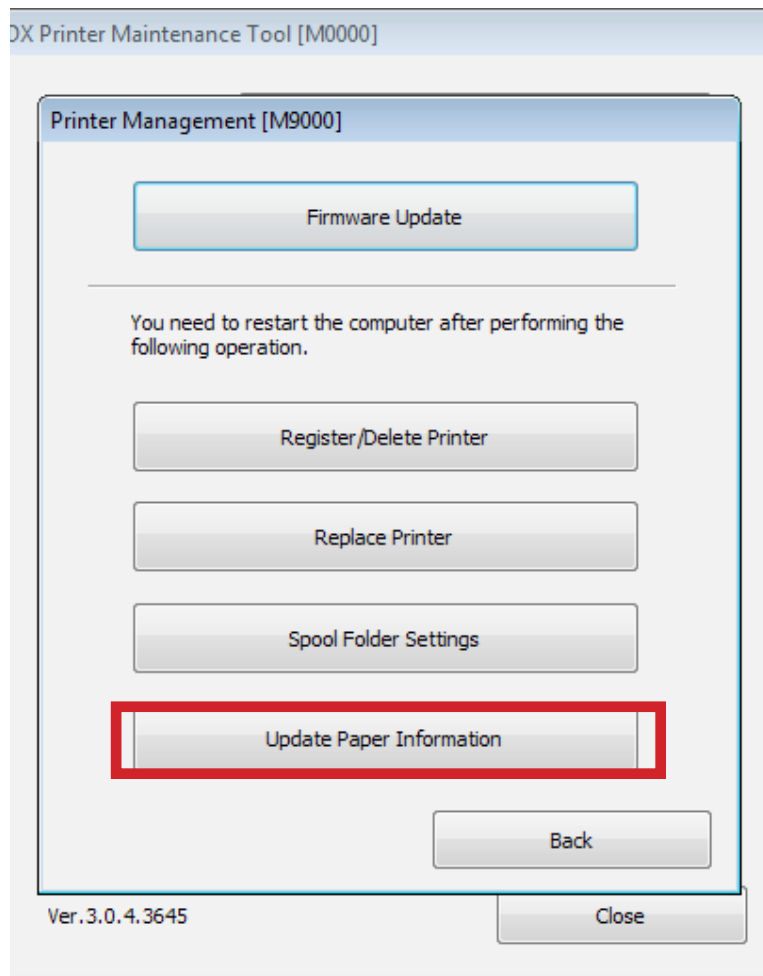 DX Printer Maintenance Tool [M0000]
Printer Management [M9000]
Firmware Update
You need to restart the computer after performing the
following operation.
Register/Delete Printer
Replace Printer
Spool Folder Settings
Update Paper Information
Back
Ver.3.0.4.3645
Close